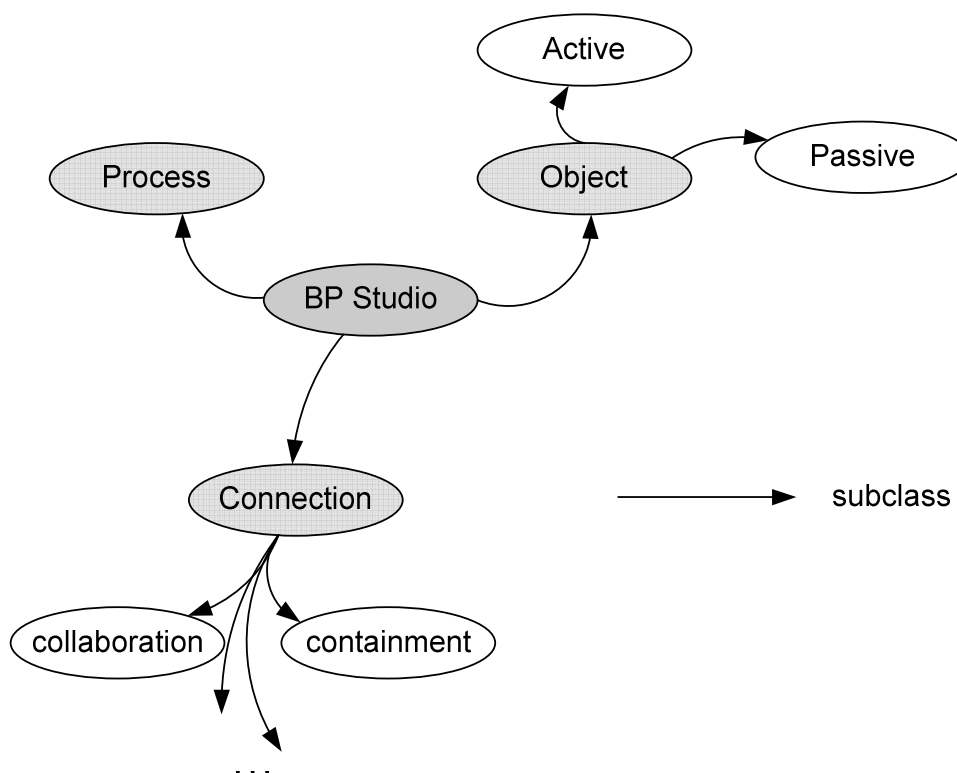 Active
Process
Object
Passive
BP Studio
Connection
subclass
collaboration
containment
...